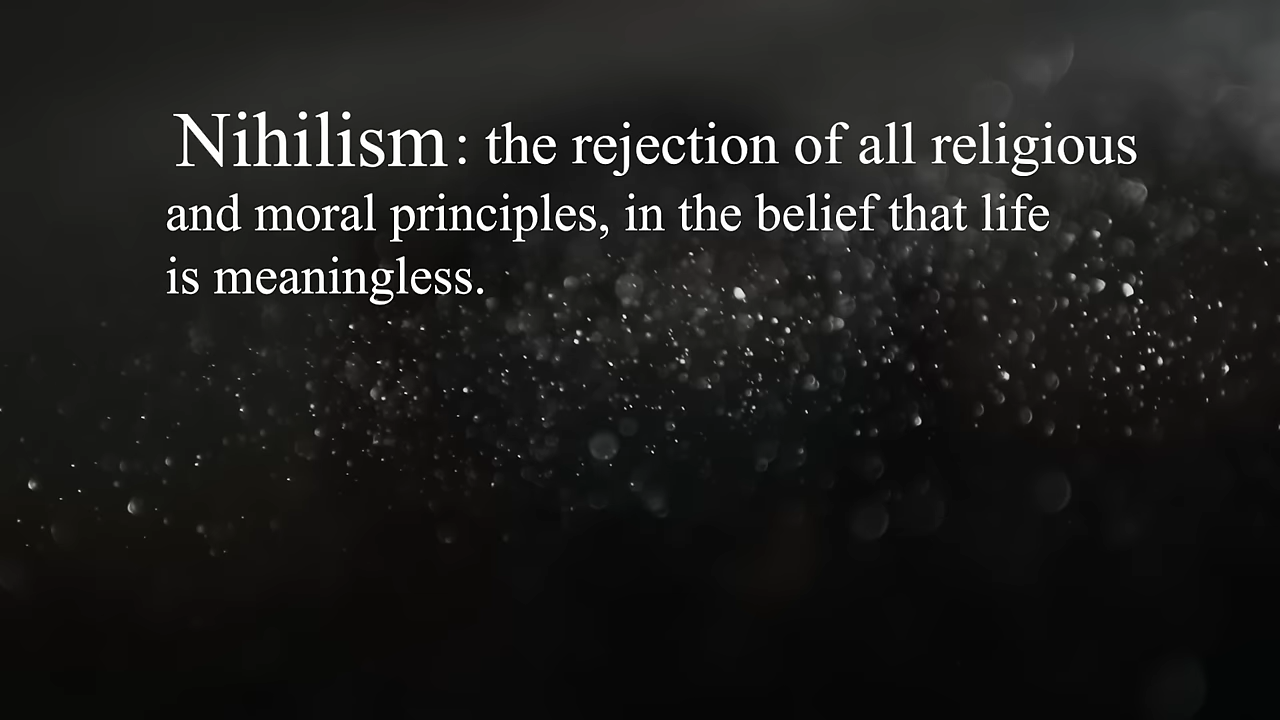 Nihilism: the rejection of all religious
and moral principles, in the belief that life
is meaningless.